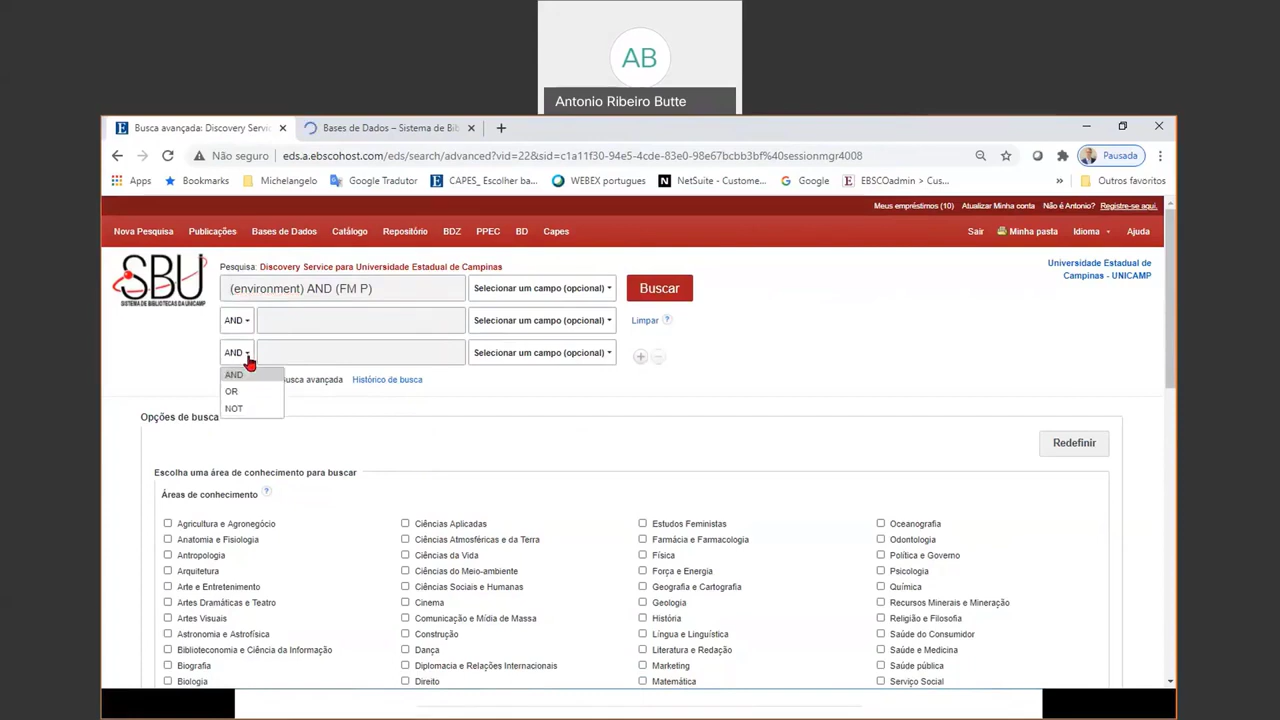 AB
Antonio Ribeiro Butte
Busca avançada: Discovery Servic
Bases de Dados – Sistema de Bib
Não seguro
eds.a.ebscohost.com/eds/search/advanced?vid=22&sid=c1a11f30-94e5-4cde-83e0-98e67bcbb3bf%40sessionmgr4008
Pausada
Apps
Bookmarks
Michelangelo
Google Tradutor
CAPES_ Escolher ba...
WEBEX portugues
NetSuite - Custome...
Google
EBSCOadmin > Cus...
»
Outros favoritos
Meus empréstimos (10)
Atualizar Minha conta
Não é Antonio?
Registre-se aqui.
Nova Pesquisa
Publicações
Bases de Dados
Catálogo
Repositório
BDZ
PPEC
BD
Capes
Sair
Minha pasta
Idioma
Ajuda
SBU
SISTEMA DE BIBLIOTECAS DA UNICAMP
Pesquisa: Discovery Service para Universidade Estadual de Campinas
Universidade Estadual de
Campinas - UNICAMP
(environment) AND (FM P)
Selecionar um campo (opcional)
Buscar
AND
Selecionar um campo (opcional)
Limpar
?
AND
Selecionar um campo (opcional)
AND
OR
NOT
Busca avançada
Histórico de busca
Opções de busca
Redefinir
Escolha uma área de conhecimento para buscar
Áreas de conhecimento
?
Agricultura e Agronegócio
Ciências Aplicadas
Estudos Feministas
Oceanografia
Anatomia e Fisiologia
Ciências Atmosféricas e da Terra
Farmácia e Farmacologia
Odontologia
Antropologia
Ciências da Vida
Física
Política e Governo
Arquitetura
Ciências do Meio-ambiente
Força e Energia
Psicologia
Arte e Entretenimento
Ciências Sociais e Humanas
Geografia e Cartografia
Química
Artes Dramáticas e Teatro
Cinema
Geologia
Recursos Minerais e Mineração
Artes Visuais
Comunicação e Mídia de Massa
História
Religião e Filosofia
Astronomia e Astrofísica
Construção
Língua e Linguística
Saúde do Consumidor
Biblioteconomia e Ciência da Informação
Dança
Literatura e Redação
Saúde e Medicina
Biografia
Diplomacia e Relações Internacionais
Marketing
Saúde pública
Biologia
Direito
Matemática
Serviço Social